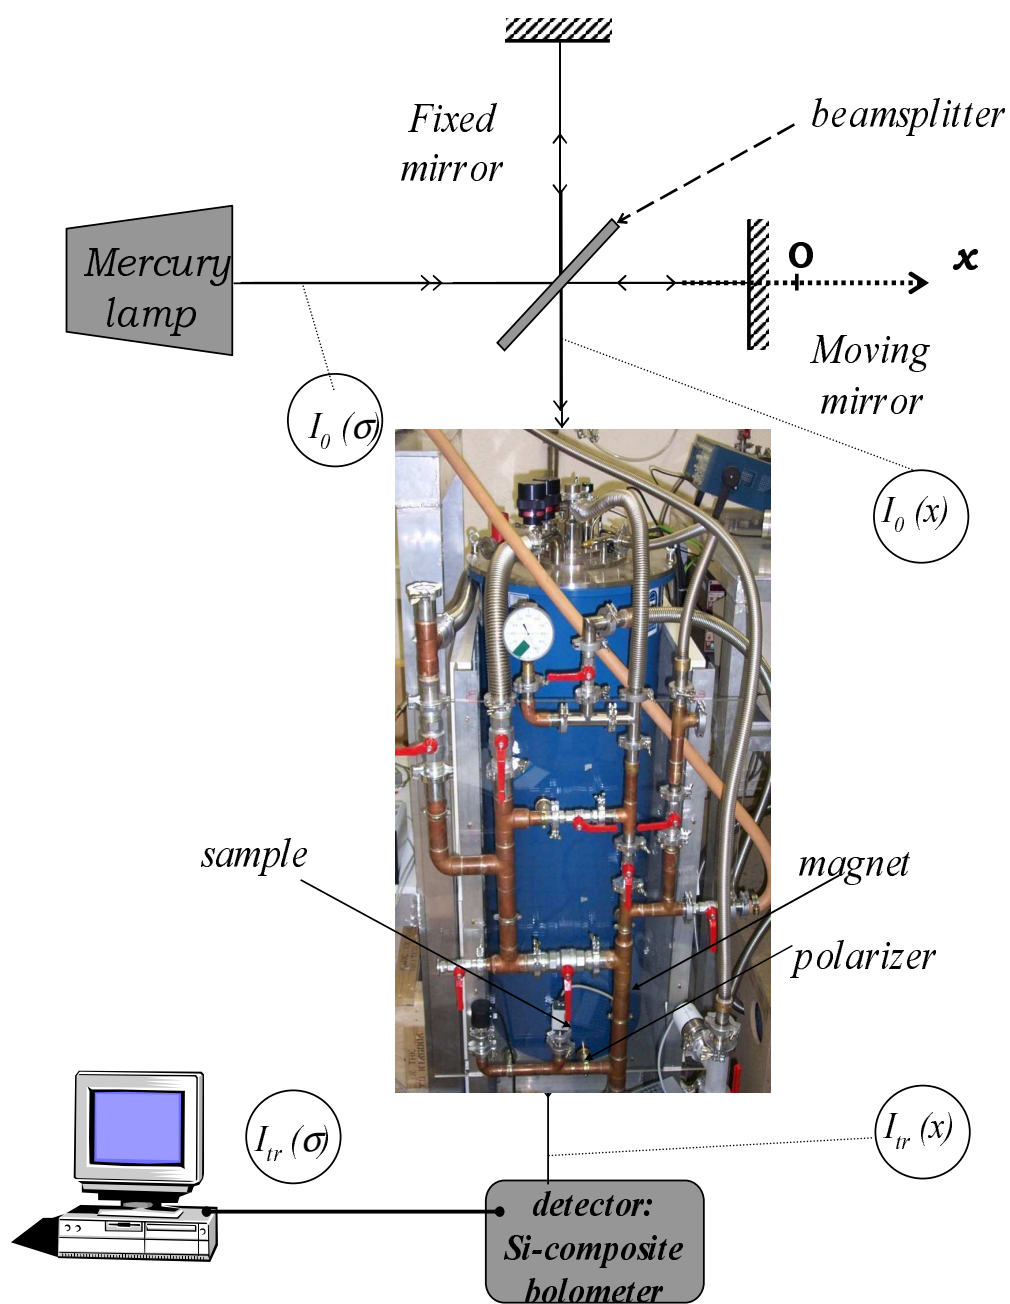 Fixed
mirror
beamsplitter
Mercury
lamp
O
x
Moving
mirror
I₀ (σ)
I₀ (x)
sample
magnet
polarizer
Iₜᵣ (σ)
Iₜᵣ (x)
detector:
Si-composite
bolometer